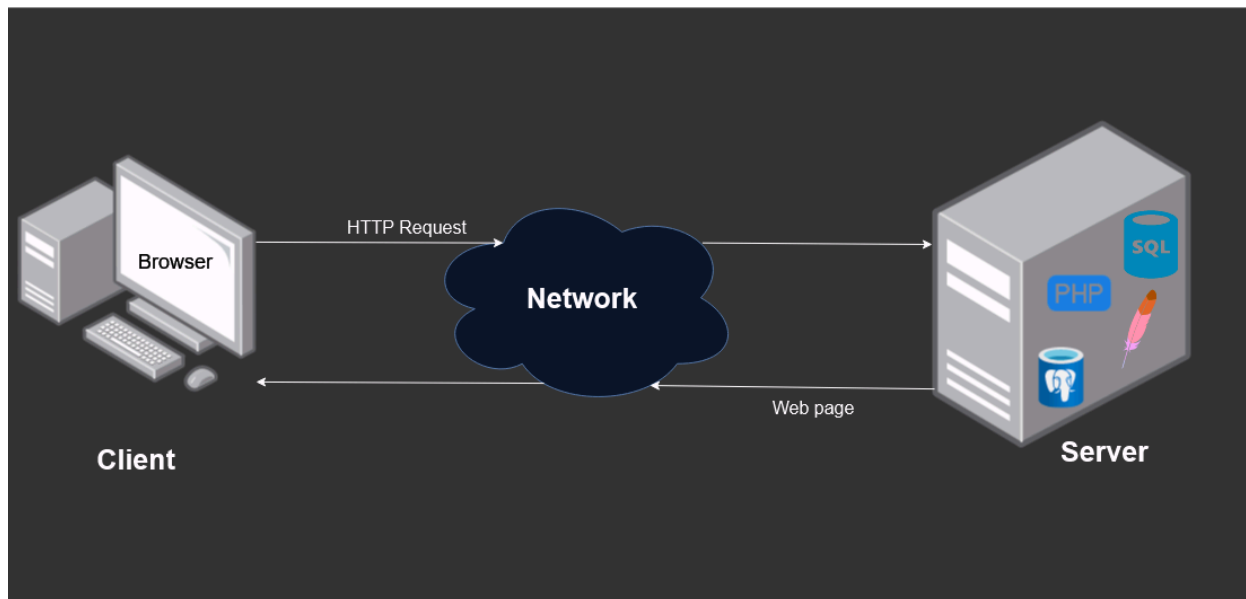 HTTP Request
Browser
Network
SQL
PHP
Web page
Client
Server